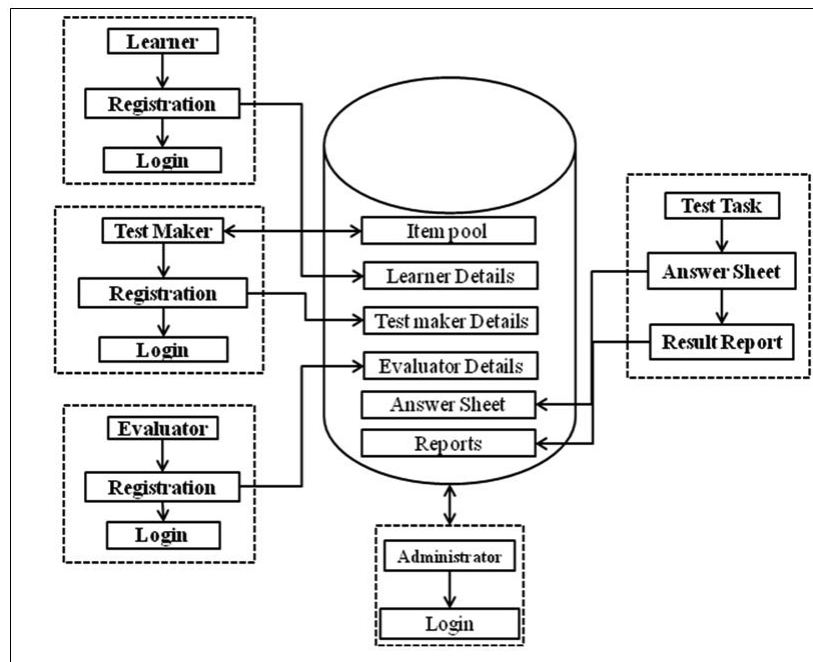 Learner
Registration
Login
Test Maker
Registration
Login
Evaluator
Registration
Login
Item pool
Learner Details
Test maker Details
Evaluator Details
Answer Sheet
Reports
Administrator
Login
Test Task
Answer Sheet
Result Report